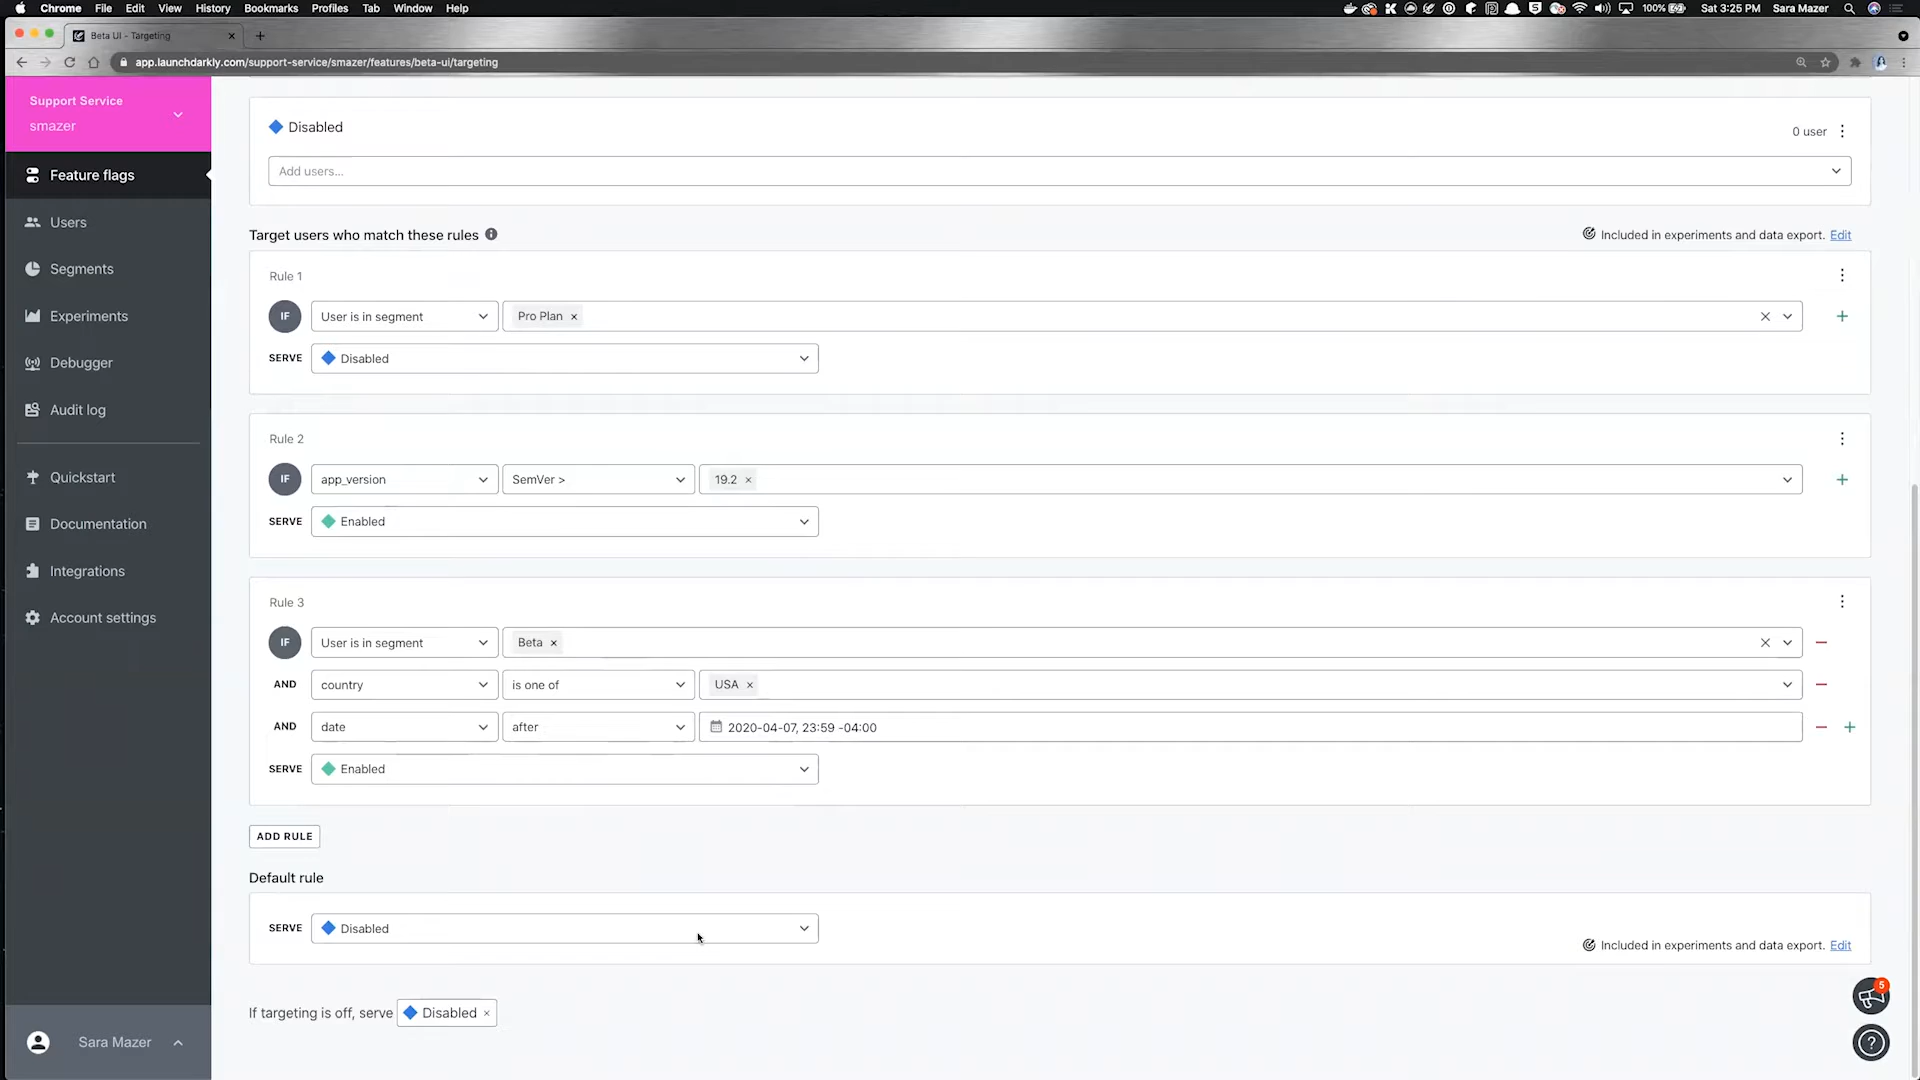 Chrome File Edit View History Bookmarks Profiles Tab Window Help 100% Sat 3:25 PM Sara Mazer
Beta UI - Targeting
app.launchdarkly.com/support-service/smazer/features/beta-ui/targeting
Support Service
smazer
Feature flags
Users
Segments
Experiments
Debugger
Audit log
Quickstart
Documentation
Integrations
Account settings
Sara Mazer
Disabled 0 user
Add users...
Target users who match these rules Included in experiments and data export. Edit
Rule 1
IF User is in segment Pro Plan ×
SERVE Disabled
Rule 2
IF app_version SemVer > 19.2 ×
SERVE Enabled
Rule 3
IF User is in segment Beta ×
AND country is one of USA ×
AND date after 2020-04-07, 23:59 -04:00
SERVE Enabled
ADD RULE
Default rule
SERVE Disabled
Included in experiments and data export. Edit
If targeting is off, serve Disabled ×
5
?